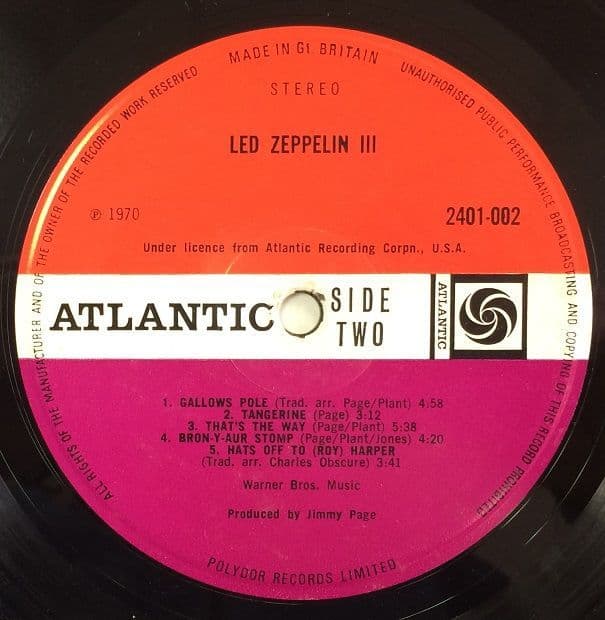 MADE IN Gt BRITAIN
UNAUTHORISED PUBLIC PERFORMANCE BROADCASTING AND COPYING OF THIS RECORD PROHIBITED
ALL RIGHTS OF THE MANUFACTURER AND OF THE OWNER OF THE RECORDED WORK RESERVED
STEREO
LED ZEPPELIN III
℗ 1970
2401-002
Under licence from Atlantic Recording Corpn., U.S.A.
ATLANTIC
SIDE
TWO
ATLANTIC
1. GALLOWS POLE (Trad. arr. Page/Plant) 4:58
2. TANGERINE (Page) 3:12
3. THAT'S THE WAY (Page/Plant) 5:38
4. BRON-Y-AUR STOMP (Page/Plant/Jones) 4:20
5. HATS OFF TO (ROY) HARPER
(Trad. arr. Charles Obscure) 3:41
Warner Bros. Music
Produced by Jimmy Page
POLYDOR RECORDS LIMITED